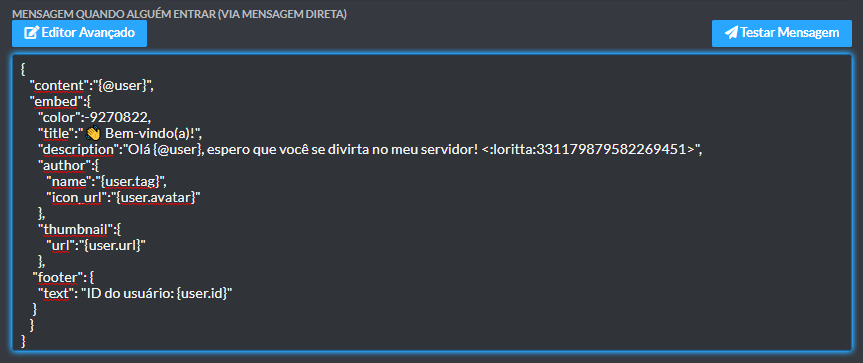 MENSAGEM QUANDO ALGUÉM ENTRAR (VIA MENSAGEM DIRETA)
Editor Avançado
Testar Mensagem
{
"content":"{@user}",
"embed":{
"color":-9270822,
"title":"👋 Bem-vindo(a)!",
"description":"Olá {@user}, espero que você se divirta no meu servidor! <:loritta:331179879582269451>",
"author":{
"name":"{user.tag}",
"icon_url":"{user.avatar}"
},
"thumbnail":{
"url":"{user.url}"
},
"footer": {
"text": "ID do usuário: {user.id}"
}
}
}